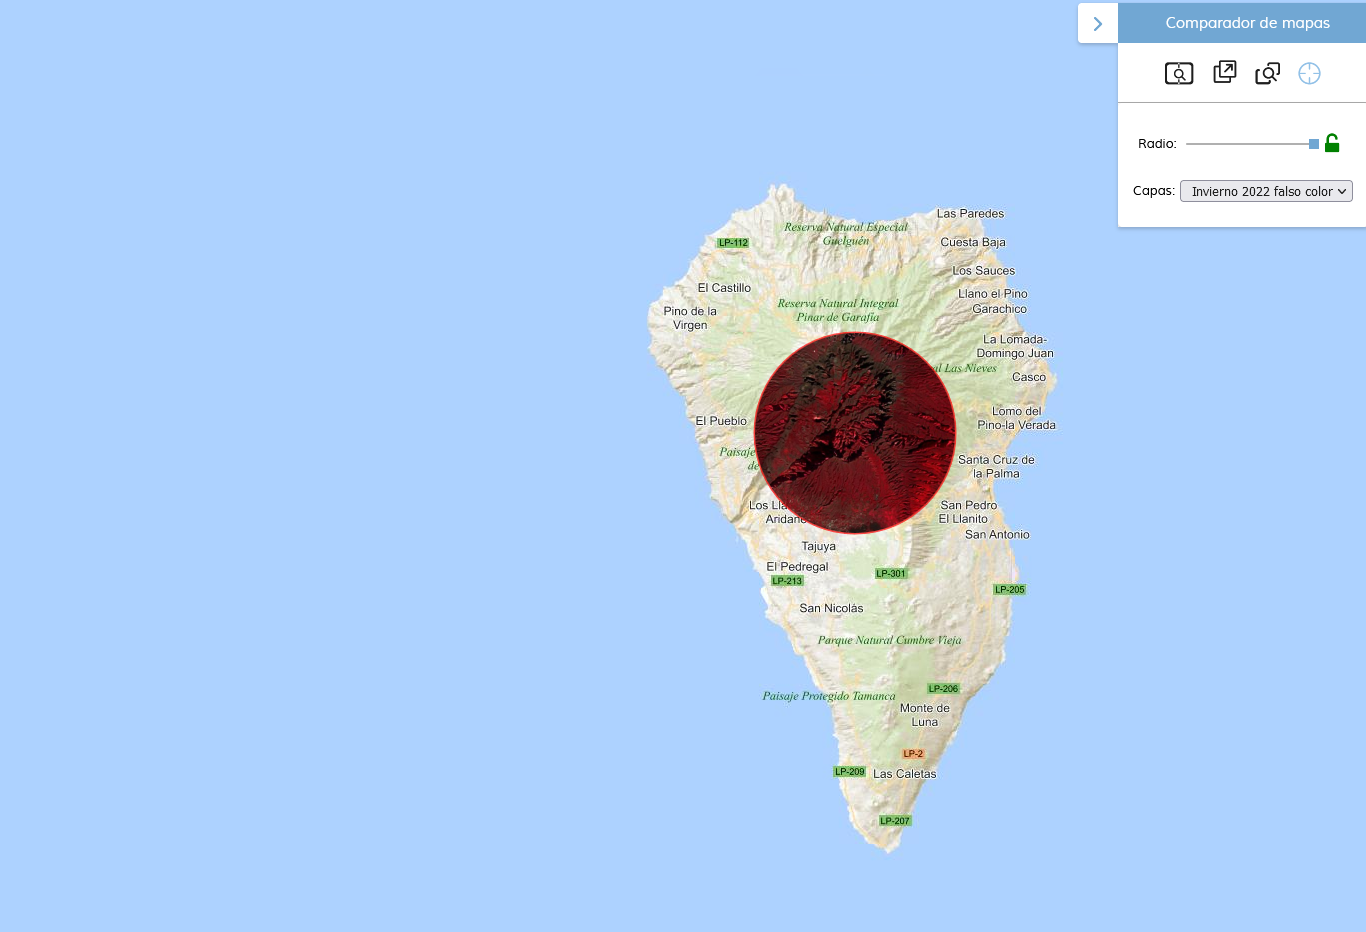 Comparador de mapas
Radio:
Capas: Invierno 2022 falso color
Las Paredes
Reserva Natural Especial
Guelguén
LP-112
Cuesta Baja
Los Sauces
El Castillo
Llano el Pino
Garachico
Reserva Natural Integral
Pinar de Garafía
Pino de la
Virgen
La Lomada-
Domingo Juan
al Las Nieves
Casco
El Pueblo
Lomo del
Pino-la Verada
Paisaje
de
Santa Cruz de
la Palma
Los Lla
Aridane
San Pedro
El Llanito
San Antonio
Tajuya
El Pedregal
LP-213
LP-301
LP-205
San Nicolás
Parque Natural Cumbre Vieja
LP-206
Paisaje Protegido Tamanca
Monte de
Luna
LP-2
LP-209
Las Caletas
LP-207